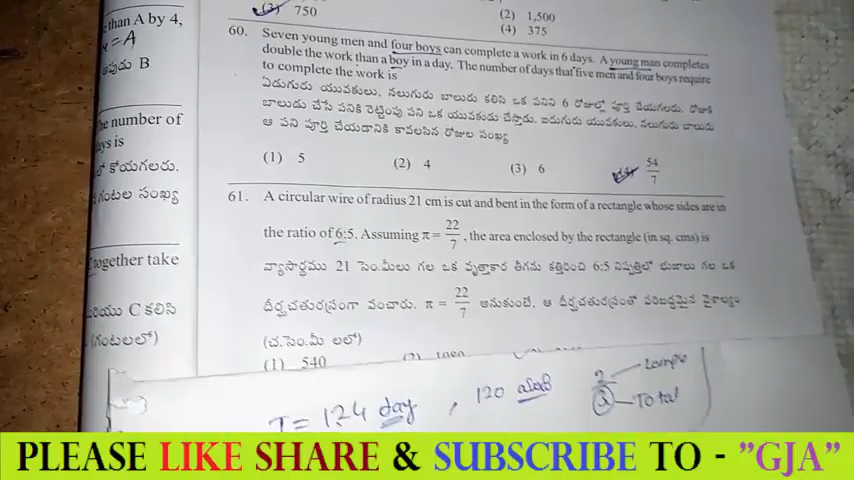 than A by 4,
= A
అపుడు B
he number of
ays is
లో కోయగలరు.
గంటల సంఖ్య
together take
మరియు C కలిసి
(గంటలలో)
(3) 750
(2) 1,500
(4) 375
60. Seven young men and four boys can complete a work in 6 days. A young man completes
double the work than a boy in a day. The number of days that five men and four boys require
to complete the work is
ఏడుగురు యువకులు, నలుగురు బాలురు కలిసి ఒక పనిని 6 రోజుల్లో పూర్తి చేయగలరు. రోజుకి
బాలుడు చేసే పనికి రెట్టింపు పని ఒక యువకుడు చేస్తాడు. ఐదుగురు యువకులు, నలుగురు బాలురు
ఆ పని పూర్తి చేయడానికి కావలసిన రోజుల సంఖ్య
(1) 5
(2) 4
(3) 6
54/7
61. A circular wire of radius 21 cm is cut and bent in the form of a rectangle whose sides are in
the ratio of 6:5. Assuming π = 22/7, the area enclosed by the rectangle (in sq. cms) is
వ్యాసార్థము 21 సెం.మీలు గల ఒక వృత్తాకార తీగను కత్తిరించి 6:5 నిష్పత్తిలో భుజాలు గల ఒక
దీర్ఘచతురస్రంగా వంచారు. π = 22/7 అనుకుంటే, ఆ దీర్ఘచతురస్రంతో పరిబద్ధమైన వైశాల్యం
(చ.సెం.మీ లలో)
(1) 540
T = 124 day, 120
2
3 Total
PLEASE LIKE SHARE & SUBSCRIBE TO - "GJA"